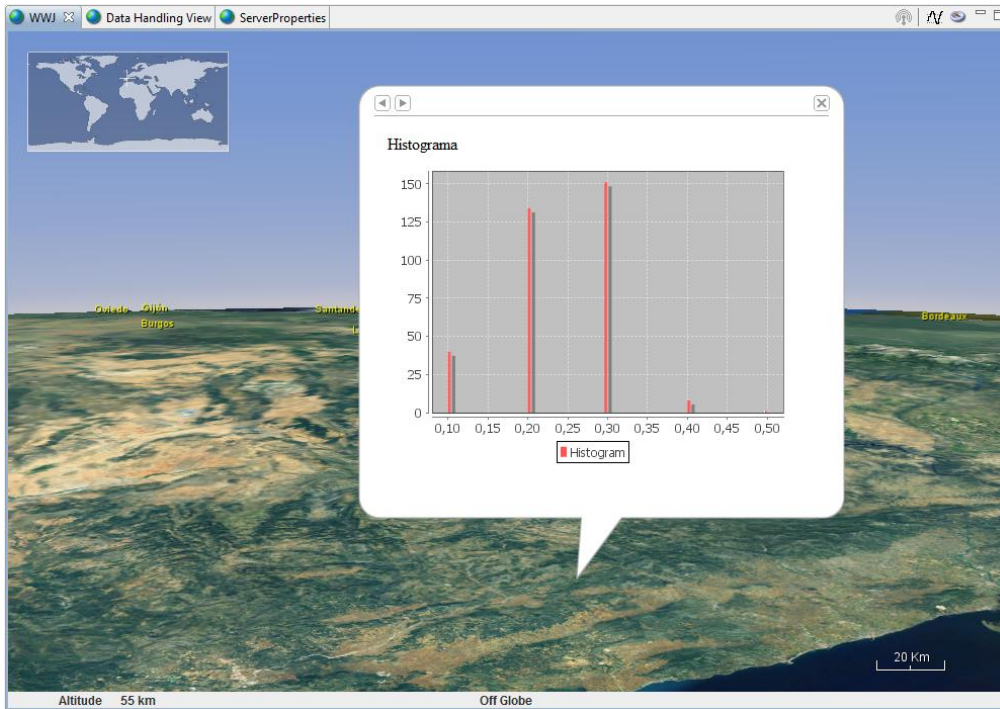 WWJ Data Handling View ServerProperties
Histograma
150
125
100
75
50
25
0
0,10 0,15 0,20 0,25 0,30 0,35 0,40 0,45 0,50
Histogram
Oviedo Gijón
Burgos
Santand
Bordeaux
20 Km
Altitude 55 km Off Globe